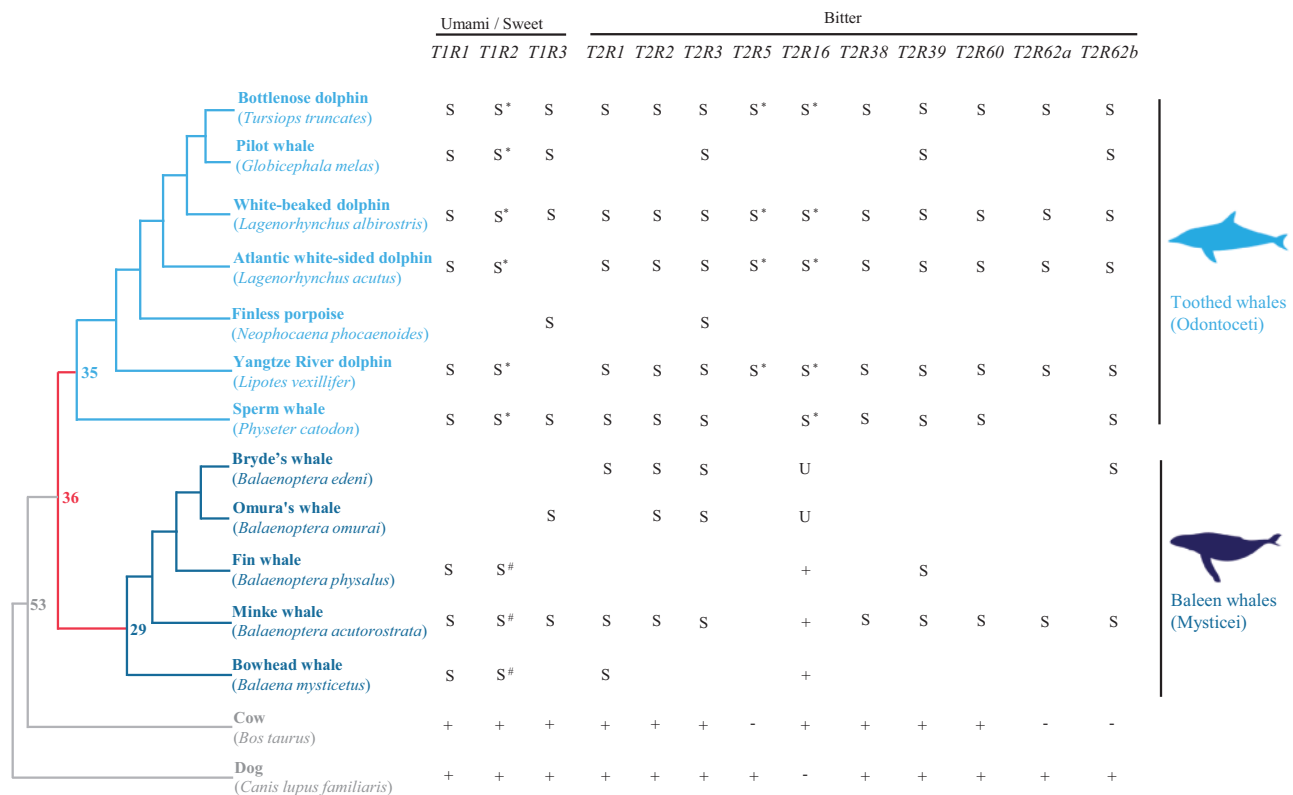 Umami / Sweet
Bitter
T1R1 T1R2 T1R3 T2R1 T2R2 T2R3 T2R5 T2R16 T2R38 T2R39 T2R60 T2R62a T2R62b
Bottlenose dolphin
(Tursiops truncates)
S S* S S S S S* S* S S S S S
Pilot whale
(Globicephala melas)
S S* S S S S
White-beaked dolphin
(Lagenorhynchus albirostris)
S S* S S S S S* S* S S S S S
Atlantic white-sided dolphin
(Lagenorhynchus acutus)
S S* S S S S* S* S S S S S
Finless porpoise
(Neophocaena phocaenoides)
S S
Toothed whales
(Odontoceti)
Yangtze River dolphin
(Lipotes vexillifer)
S S* S S S S* S* S S S S S
35
Sperm whale
(Physeter catodon)
S S* S S S S S* S S S S
Bryde's whale
(Balaenoptera edeni)
S S S U S
36
Omura's whale
(Balaenoptera omurai)
S S S U
Fin whale
(Balaenoptera physalus)
S S# + S
53
Baleen whales
(Mysticei)
Minke whale
(Balaenoptera acutorostrata)
S S# S S S S + S S S S S
29
Bowhead whale
(Balaena mysticetus)
S S# S +
Cow
(Bos taurus)
+ + + + + + - + + + + - -
Dog
(Canis lupus familiaris)
+ + + + + + + - + + + + +